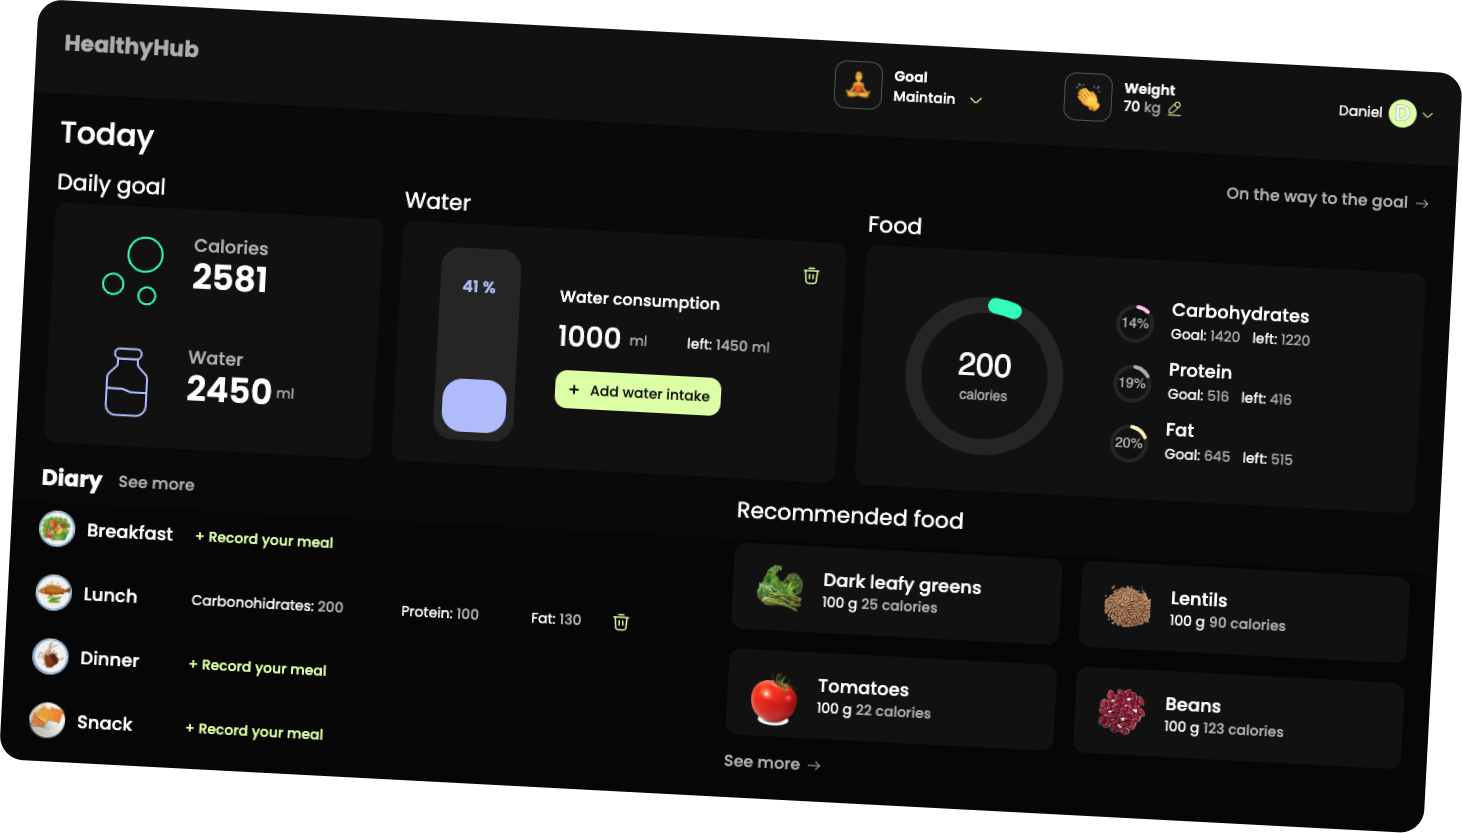 HealthyHub
Goal
Maintain
Weight
70 kg
Daniel D
Today
On the way to the goal →
Daily goal
Calories
2581
Water
2450 ml
Water
41 %
Water consumption
1000 ml left: 1450 ml
+ Add water intake
Food
200
calories
14% Carbohydrates
Goal: 1420 left: 1220
19% Protein
Goal: 516 left: 416
20% Fat
Goal: 645 left: 515
Diary See more
Breakfast + Record your meal
Lunch Carbonohidrates: 200 Protein: 100 Fat: 130
Dinner + Record your meal
Snack + Record your meal
Recommended food
Dark leafy greens
100 g 25 calories
Lentils
100 g 90 calories
Tomatoes
100 g 22 calories
Beans
100 g 123 calories
See more →